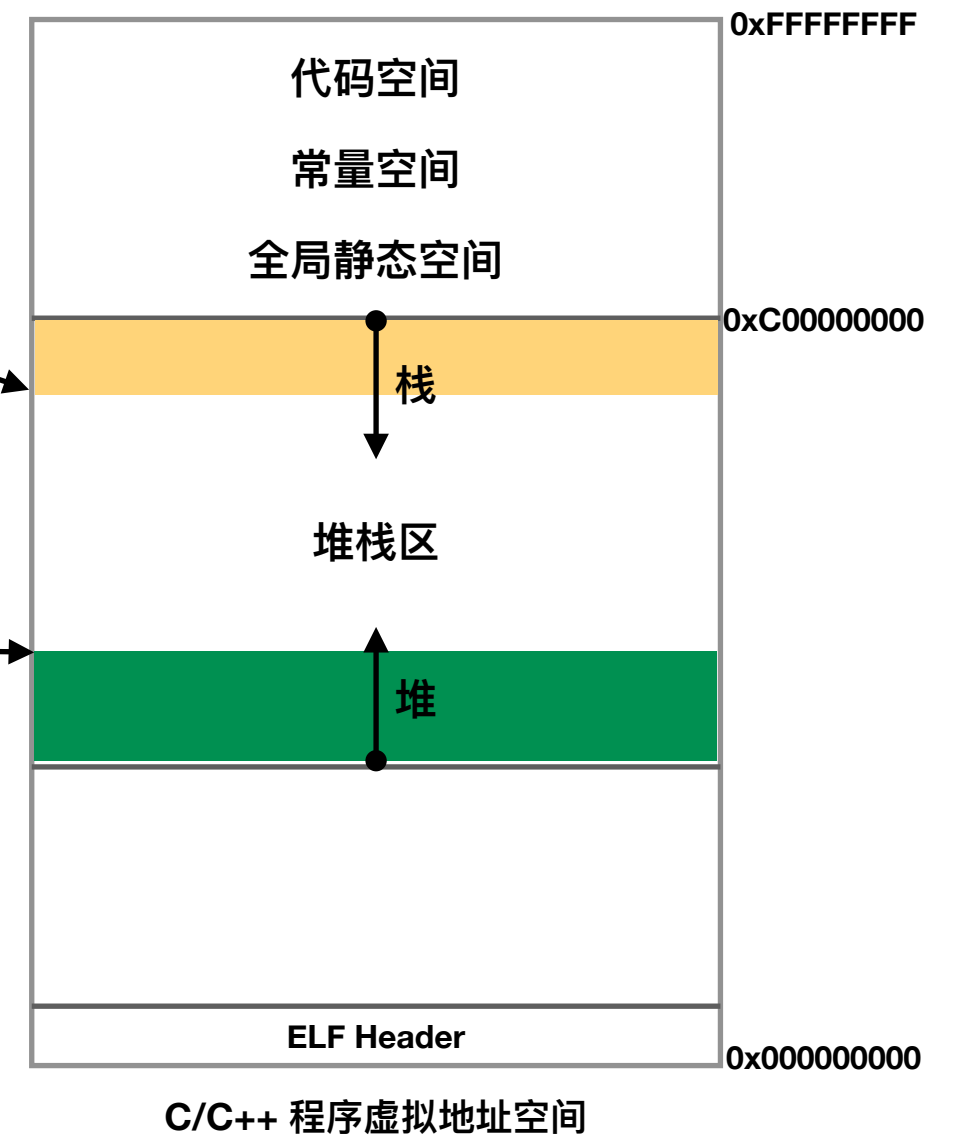 0xFFFFFFFF
代码空间
常量空间
全局静态空间
0xC00000000
栈
堆栈区
堆
ELF Header
0x000000000
C/C++ 程序虚拟地址空间